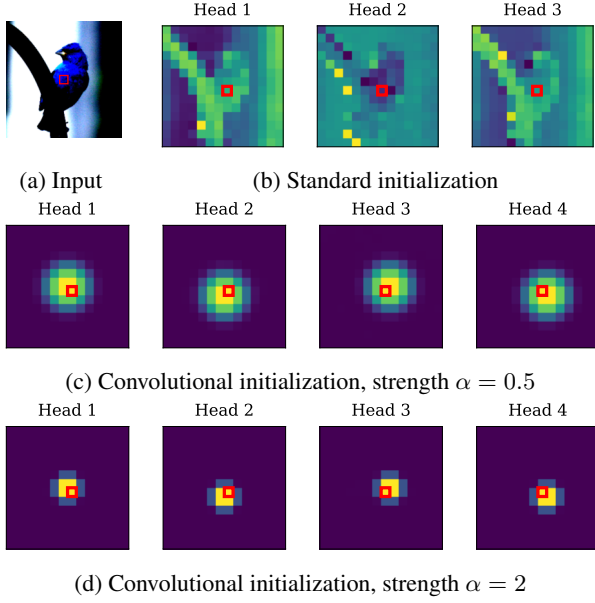 Head 1 Head 2 Head 3
(a) Input (b) Standard initialization
Head 1 Head 2 Head 3 Head 4
(c) Convolutional initialization, strength α = 0.5
Head 1 Head 2 Head 3 Head 4
(d) Convolutional initialization, strength α = 2